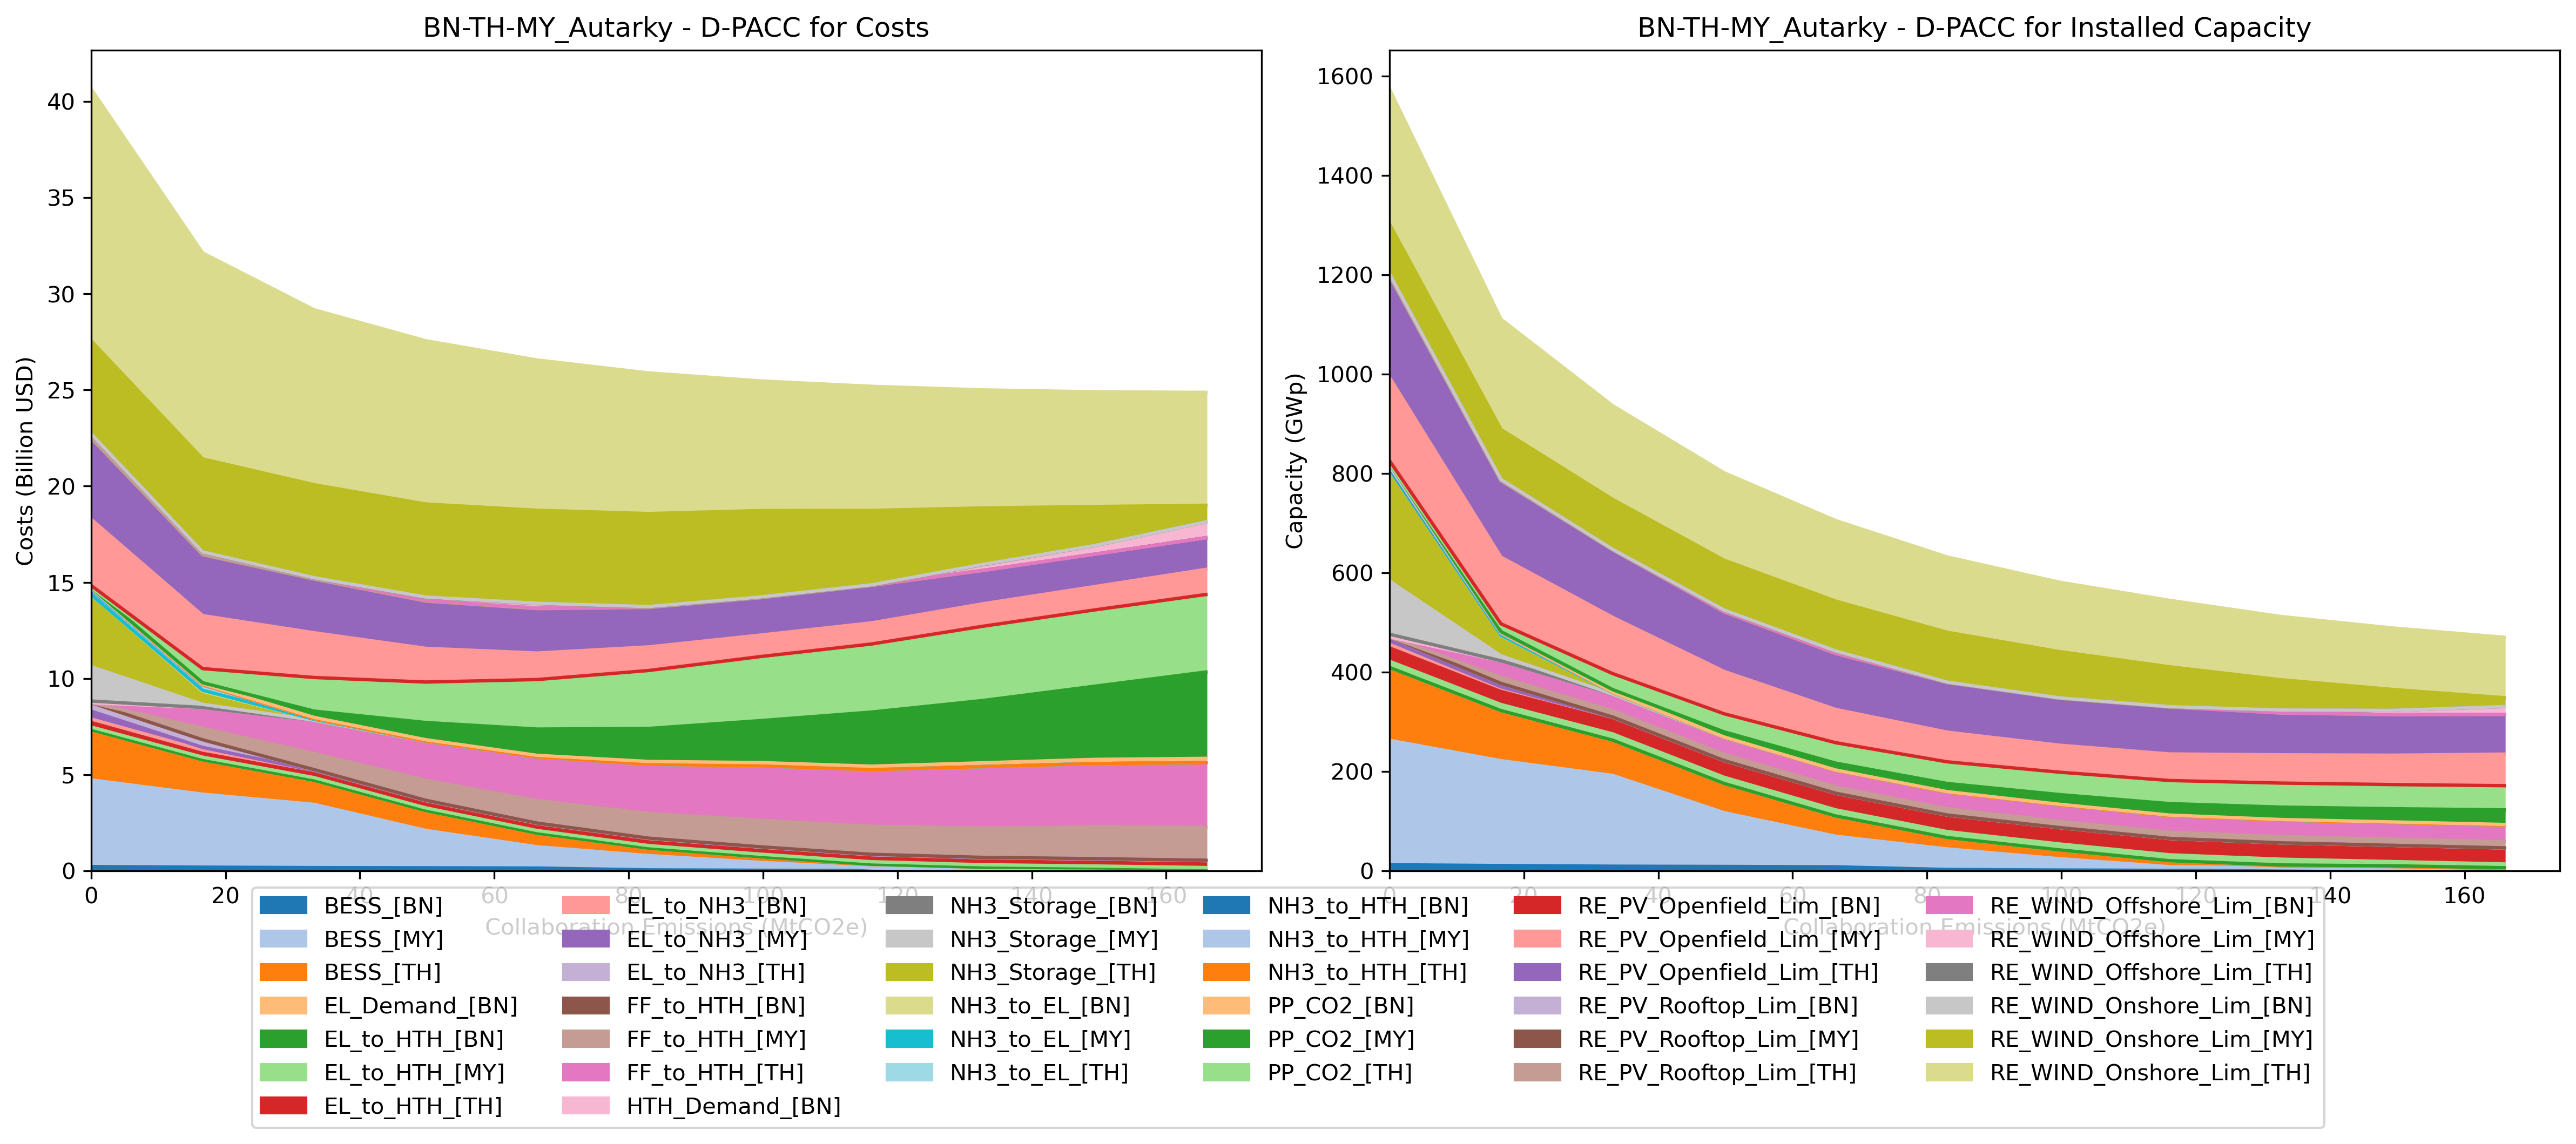 BN-TH-MY_Autarky - D-PACC for Costs
40
35
30
25
20
15
10
5
0
Costs (Billion USD)
0 20 40 60 80 100 120 140 160
Collaboration Emissions (MtCO2e)
BN-TH-MY_Autarky - D-PACC for Installed Capacity
1600
1400
1200
1000
800
600
400
200
0
Capacity (GWp)
0 20 40 60 80 100 120 140 160
Collaboration Emissions (MtCO2e)
BESS_[BN]
BESS_[MY]
BESS_[TH]
EL_Demand_[BN]
EL_to_HTH_[BN]
EL_to_HTH_[MY]
EL_to_HTH_[TH]
EL_to_NH3_[BN]
EL_to_NH3_[MY]
EL_to_NH3_[TH]
FF_to_HTH_[BN]
FF_to_HTH_[MY]
FF_to_HTH_[TH]
HTH_Demand_[BN]
NH3_Storage_[BN]
NH3_Storage_[MY]
NH3_Storage_[TH]
NH3_to_EL_[BN]
NH3_to_EL_[MY]
NH3_to_EL_[TH]
NH3_to_HTH_[BN]
NH3_to_HTH_[MY]
NH3_to_HTH_[TH]
PP_CO2_[BN]
PP_CO2_[MY]
PP_CO2_[TH]
RE_PV_Openfield_Lim_[BN]
RE_PV_Openfield_Lim_[MY]
RE_PV_Openfield_Lim_[TH]
RE_PV_Rooftop_Lim_[BN]
RE_PV_Rooftop_Lim_[MY]
RE_PV_Rooftop_Lim_[TH]
RE_WIND_Offshore_Lim_[BN]
RE_WIND_Offshore_Lim_[MY]
RE_WIND_Offshore_Lim_[TH]
RE_WIND_Onshore_Lim_[BN]
RE_WIND_Onshore_Lim_[MY]
RE_WIND_Onshore_Lim_[TH]